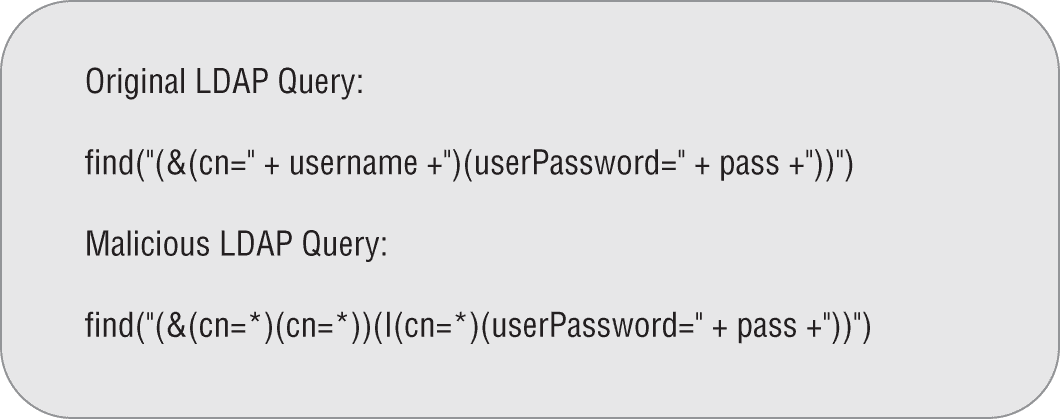 Original LDAP Query:
find("(&(cn=" + username +")(userPassword=" + pass +"))")
Malicious LDAP Query:
find("(&(cn=*)(cn=*))(|(cn=*)(userPassword=" + pass +"))")